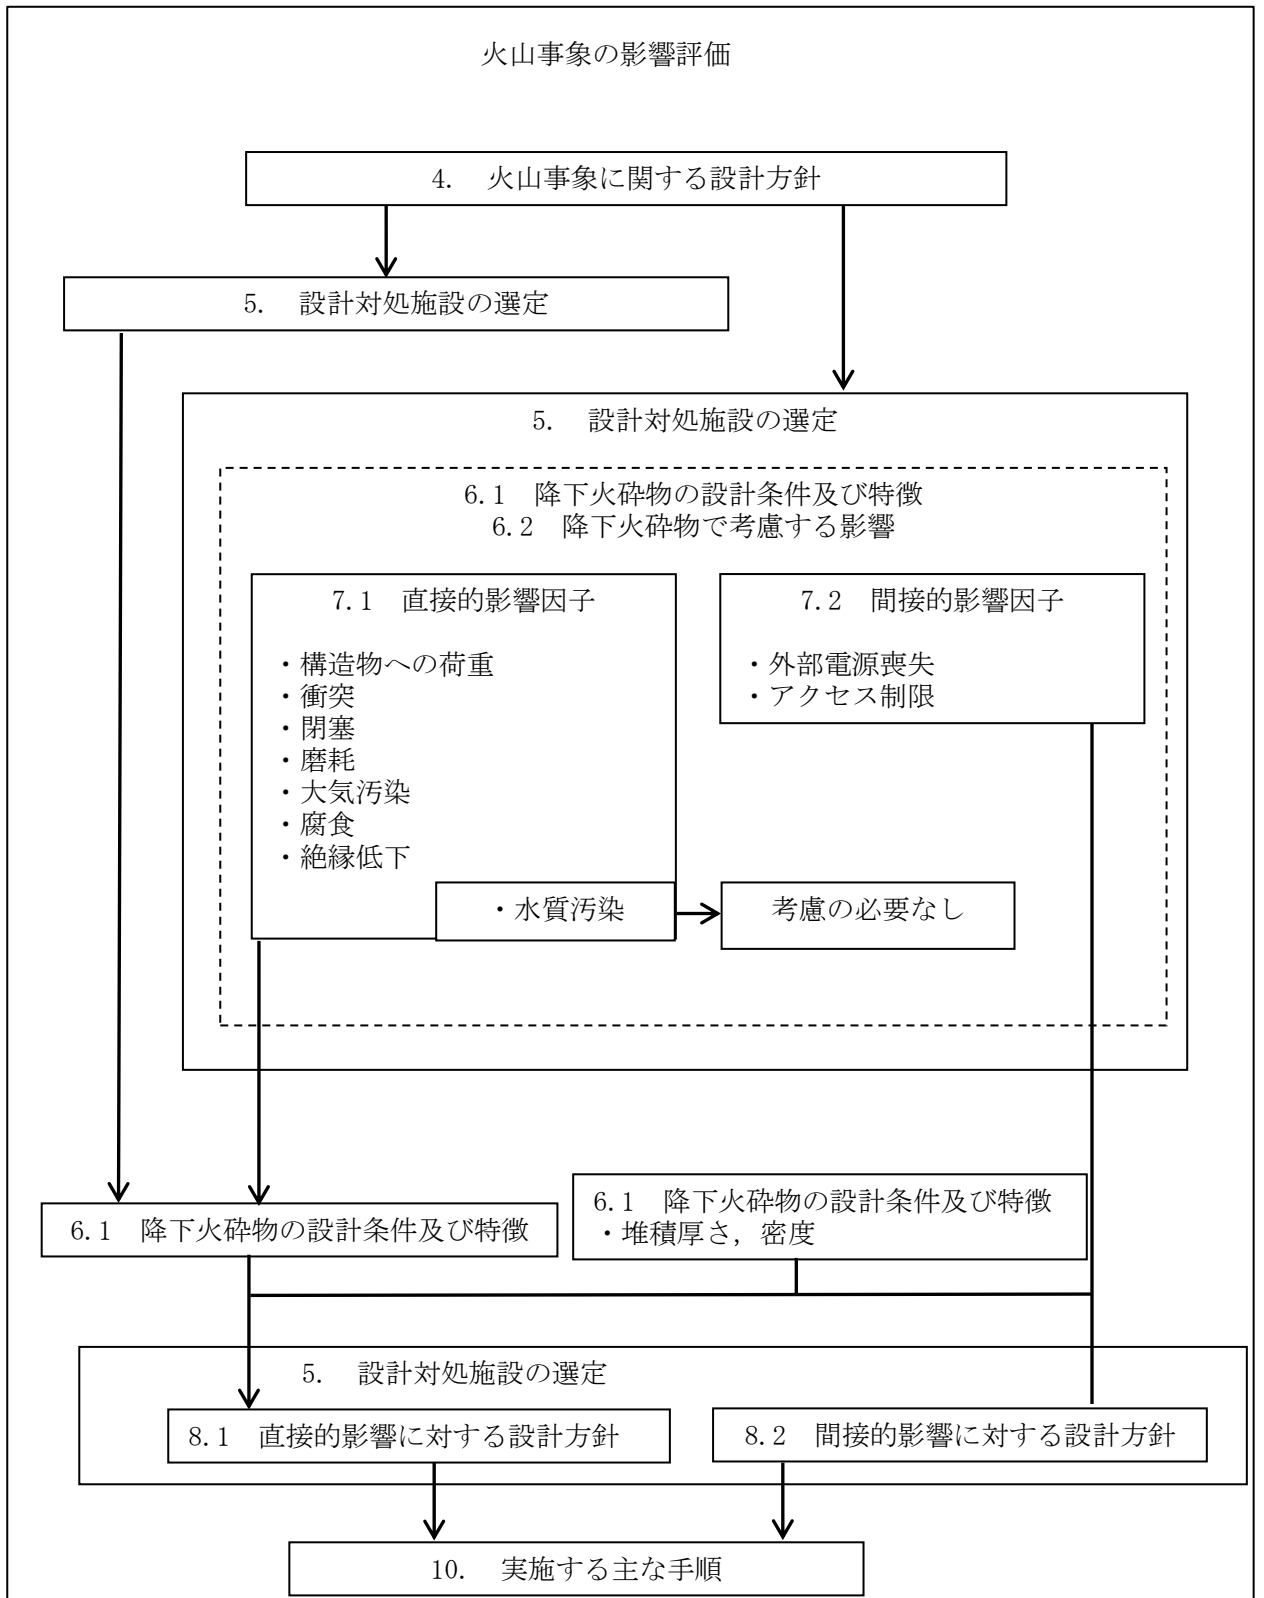 火山事象の影響評価
4. 火山事象に関する設計方針
5. 設計対処施設の選定
5. 設計対処施設の選定
6.1 降下火砕物の設計条件及び特徴
6.2 降下火砕物で考慮する影響
7.1 直接的影響因子
・構造物への荷重
・衝突
・閉塞
・磨耗
・大気汚染
・腐食
・絶縁低下
・水質汚染
7.2 間接的影響因子
・外部電源喪失
・アクセス制限
考慮の必要なし
6.1 降下火砕物の設計条件及び特徴
6.1 降下火砕物の設計条件及び特徴
・堆積厚さ，密度
5. 設計対処施設の選定
8.1 直接的影響に対する設計方針
8.2 間接的影響に対する設計方針
10. 実施する主な手順